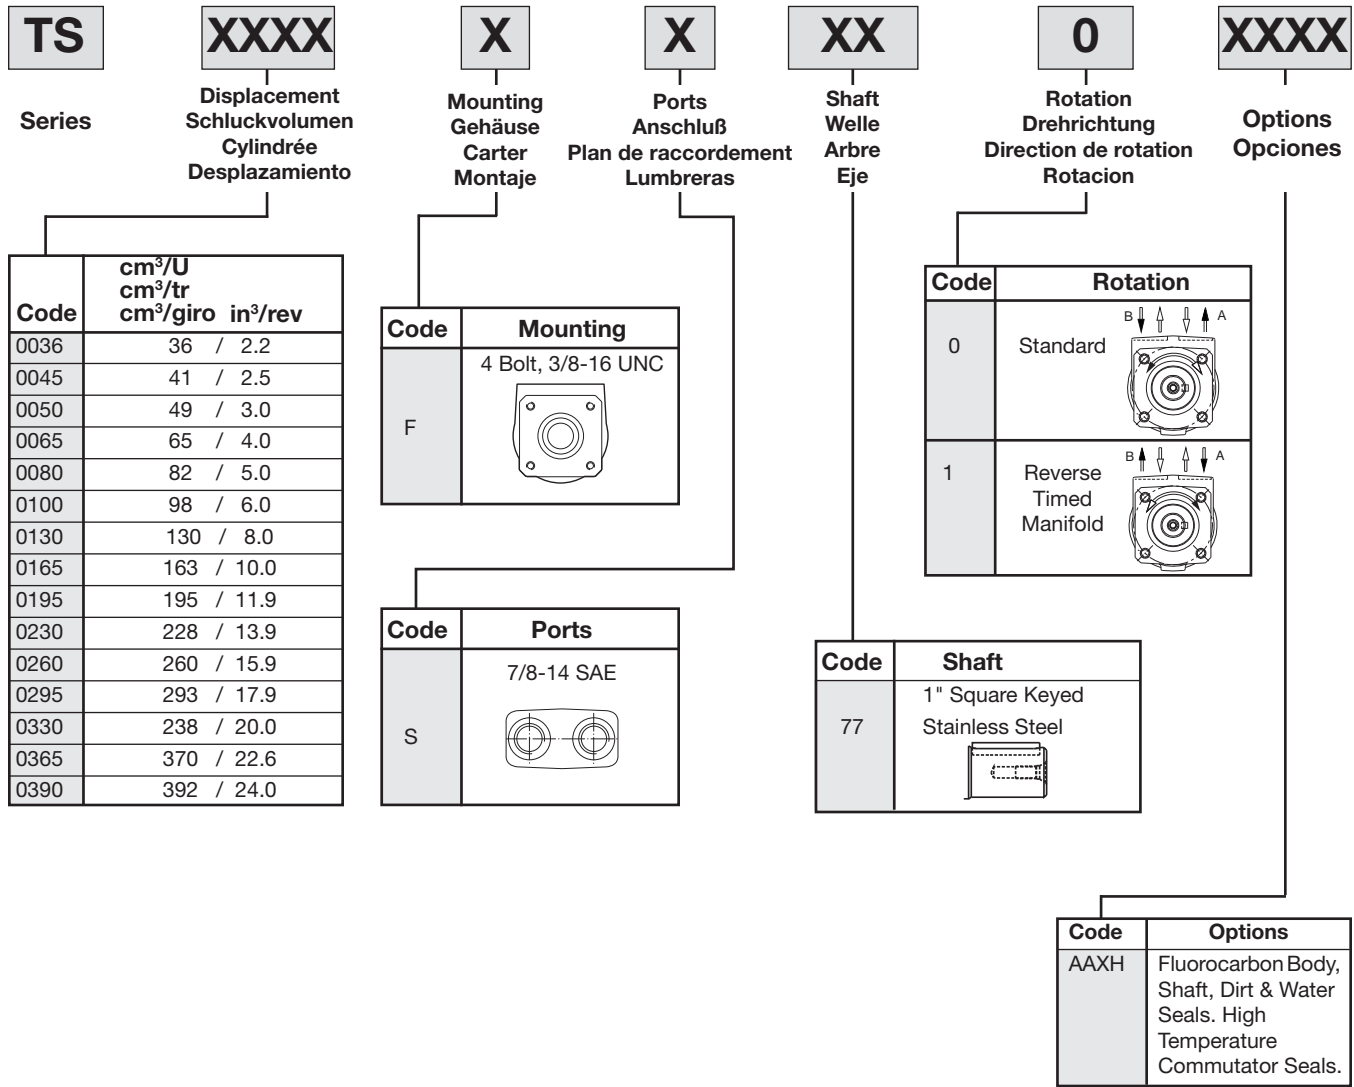 TS XXXX X X XX 0 XXXX
Series
Displacement
Schluckvolumen
Cylindrée
Desplazamiento
Mounting
Gehäuse
Carter
Montaje
Ports
Anschluß
Plan de raccordement
Lumbreras
Shaft
Welle
Arbre
Eje
Rotation
Drehrichtung
Direction de rotation
Rotacion
Options
Opciones
cm³/U
cm³/tr
Code cm³/giro in³/rev
0036 36 / 2.2
0045 41 / 2.5
0050 49 / 3.0
0065 65 / 4.0
0080 82 / 5.0
0100 98 / 6.0
0130 130 / 8.0
0165 163 / 10.0
0195 195 / 11.9
0230 228 / 13.9
0260 260 / 15.9
0295 293 / 17.9
0330 238 / 20.0
0365 370 / 22.6
0390 392 / 24.0
Code Mounting
4 Bolt, 3/8-16 UNC
F
Code Ports
7/8-14 SAE
S
Code Rotation
B A
0 Standard
B A
1 Reverse
Timed
Manifold
Code Shaft
1" Square Keyed
77 Stainless Steel
Code Options
AAXH Fluorocarbon Body,
Shaft, Dirt & Water
Seals. High
Temperature
Commutator Seals.